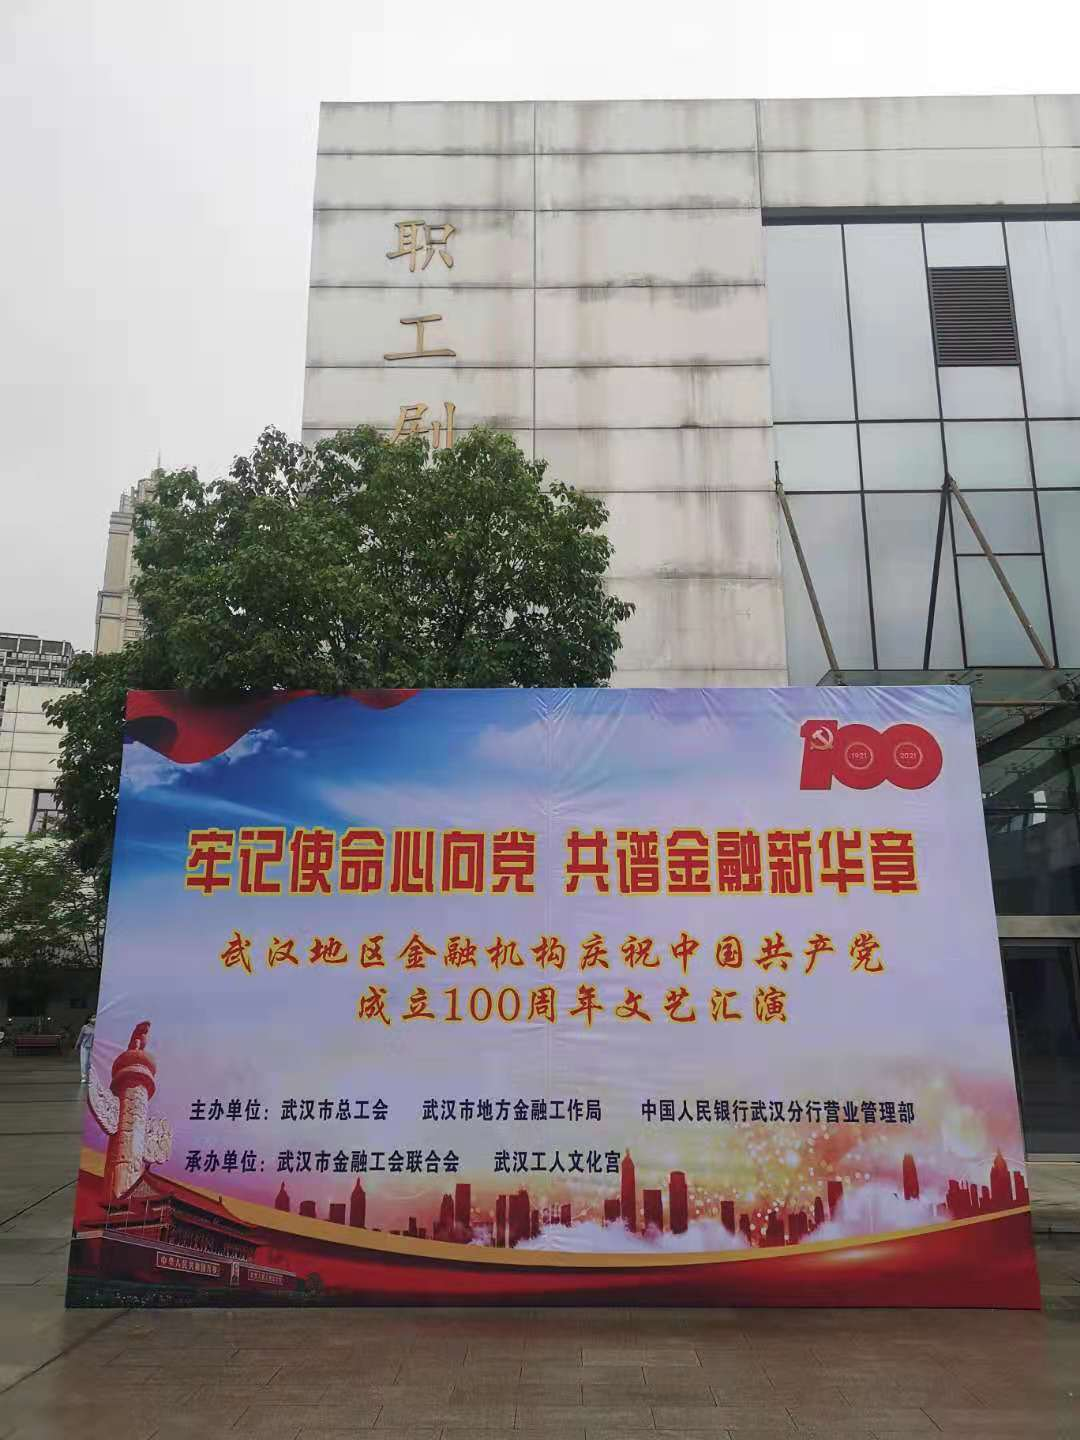 职
工
剧
100
1921
2021
牢记使命心向党 共谱金融新华章
武汉地区金融机构庆祝中国共产党
成立100周年文艺汇演
主办单位：武汉市总工会 武汉市地方金融工作局 中国人民银行武汉分行营业管理部
承办单位：武汉市金融工会联合会 武汉工人文化宫